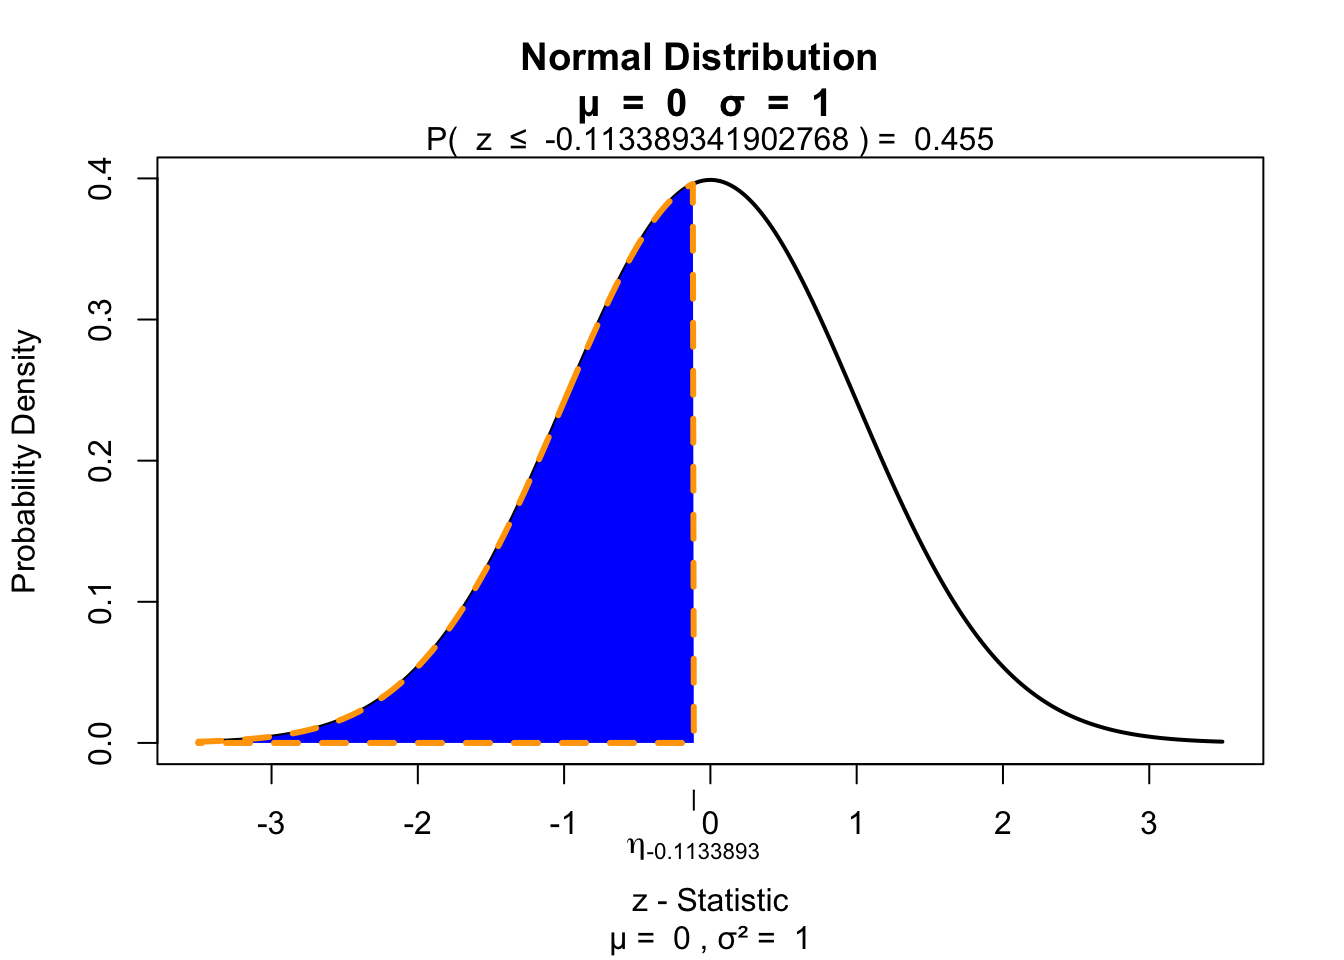 Normal Distribution
μ = 0 σ = 1
P( z ≤ -0.113389341902768 ) = 0.455
Probability Density
0.4
0.3
0.2
0.1
0.0
-3 -2 -1 0 1 2 3
η-0.1133893
z - Statistic
μ = 0 , σ² = 1